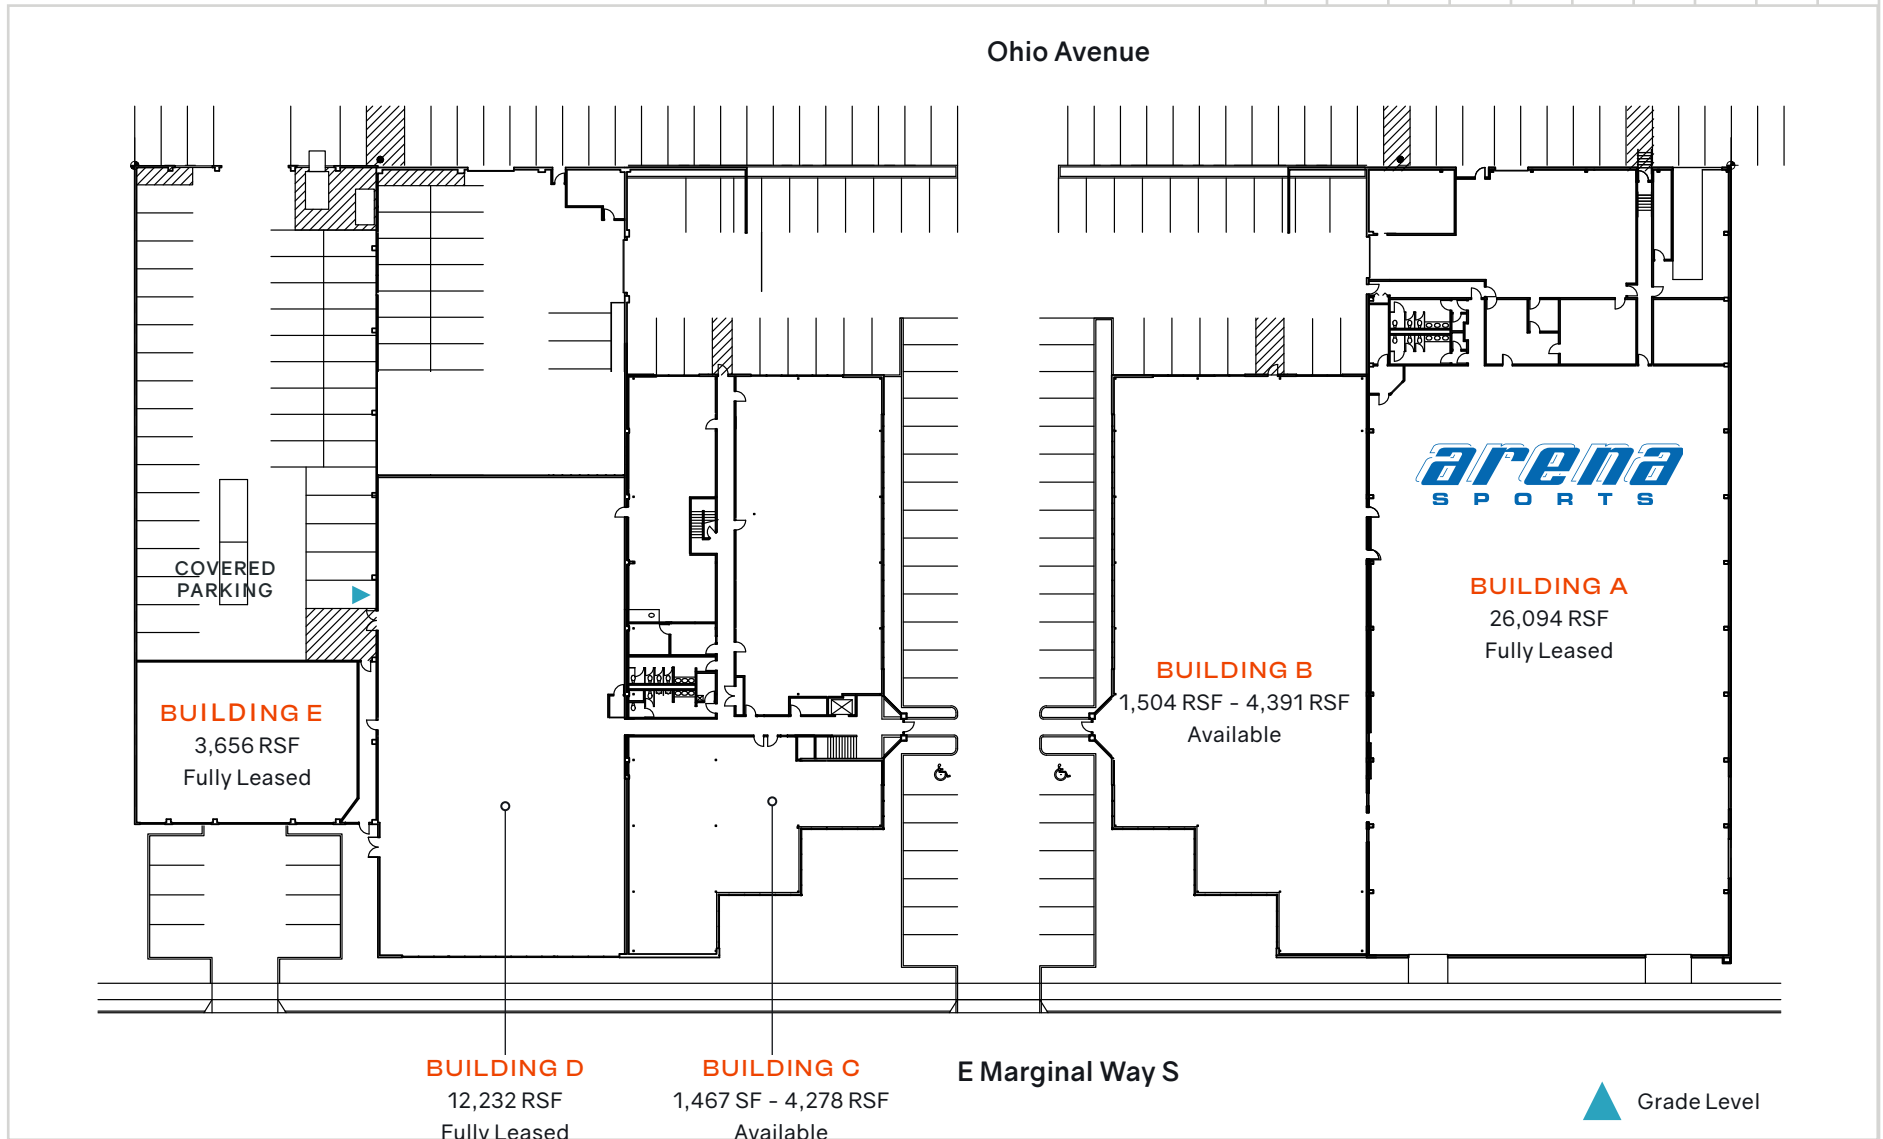 Ohio Avenue
arena
SPORTS
COVERED
PARKING
BUILDING A
26,094 RSF
Fully Leased
BUILDING B
1,504 RSF - 4,391 RSF
Available
BUILDING E
3,656 RSF
Fully Leased
BUILDING D
12,232 RSF
Fully Leased
BUILDING C
1,467 SF - 4,278 RSF
Available
E Marginal Way S
Grade Level